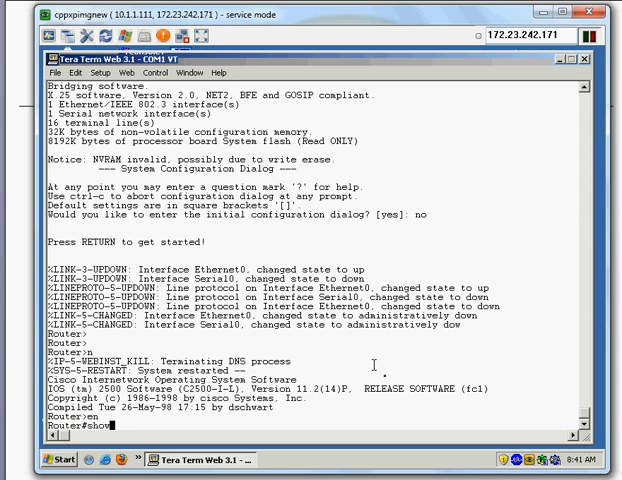 cppxpimgnew ( 10.1.1.111, 172.23.242.171 ) - service mode
172.23.242.171
Tera Term Web 3.1 - COM1 VT
File Edit Setup Web Control Window Help
Bridging software.
X.25 software, Version 2.0, NET2, BFE and GOSIP compliant.
1 Ethernet/IEEE 802.3 interface(s)
1 Serial network interface(s)
16 terminal line(s)
32K bytes of non-volatile configuration memory.
8192K bytes of processor board System flash (Read ONLY)
Notice: NVRAM invalid, possibly due to write erase.
--- System Configuration Dialog ---
At any point you may enter a question mark '?' for help.
Use ctrl-c to abort configuration dialog at any prompt.
Default settings are in square brackets '[]'.
Would you like to enter the initial configuration dialog? [yes]: no
Press RETURN to get started!
%LINK-3-UPDOWN: Interface Ethernet0, changed state to up
%LINK-3-UPDOWN: Interface Serial0, changed state to down
%LINEPROTO-5-UPDOWN: Line protocol on Interface Ethernet0, changed state to up
%LINEPROTO-5-UPDOWN: Line protocol on Interface Serial0, changed state to down
%LINEPROTO-5-UPDOWN: Line protocol on Interface Ethernet0, changed state to down
%LINK-5-CHANGED: Interface Ethernet0, changed state to administratively down
%LINK-5-CHANGED: Interface Serial0, changed state to administratively dow
Router>
Router>
Router>n
%IP-5-WEBINST_KILL: Terminating DNS process
%SYS-5-RESTART: System restarted --
Cisco Internetwork Operating System Software
IOS (tm) 2500 Software (C2500-I-L), Version 11.2(14)P, RELEASE SOFTWARE (fc1)
Copyright (c) 1986-1998 by cisco Systems, Inc.
Compiled Tue 26-May-98 17:15 by dschwart
Router>en
Router#show
Start
Tera Term Web 3.1 - ...
8:41 AM